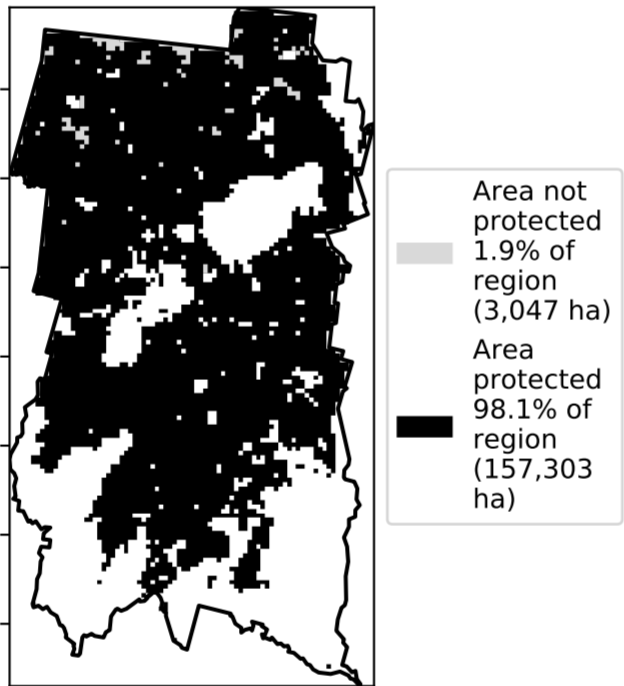 Area not
protected
1.9% of
region
(3,047 ha)
Area
protected
98.1% of
region
(157,303
ha)